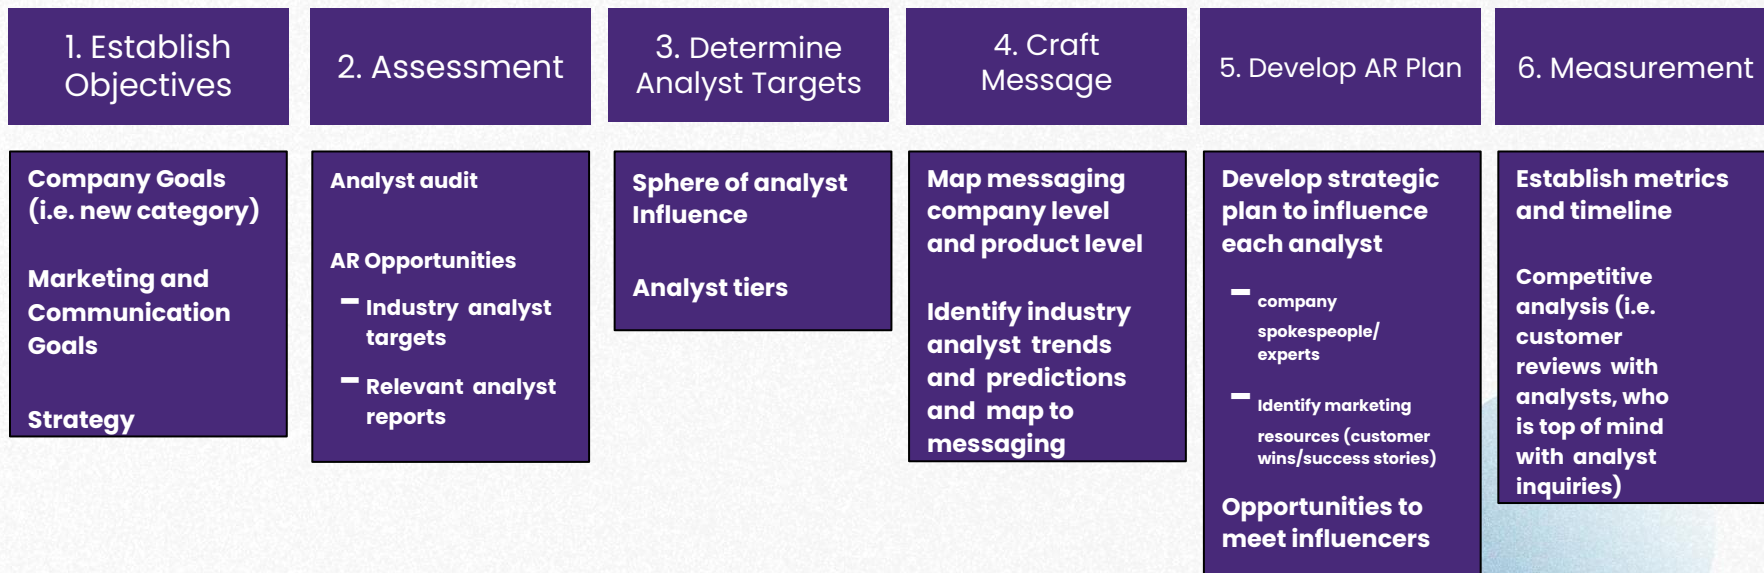 1. Establish
Objectives
2. Assessment
3. Determine
Analyst Targets
4. Craft
Message
5. Develop AR Plan
6. Measurement
Company Goals
(i.e. new category)
Marketing and
Communication
Goals
Strategy
Analyst audit
AR Opportunities
– Industry analyst
targets
– Relevant analyst
reports
Sphere of analyst
Influence
Analyst tiers
Map messaging
company level
and product level
Identify industry
analyst trends
and predictions
and map to
messaging
Develop strategic
plan to influence
each analyst
– company
spokespeople/
experts
– Identify marketing
resources (customer
wins/success stories)
Opportunities to
meet influencers
Establish metrics
and timeline
Competitive
analysis (i.e.
customer
reviews with
analysts, who
is top of mind
with analyst
inquiries)